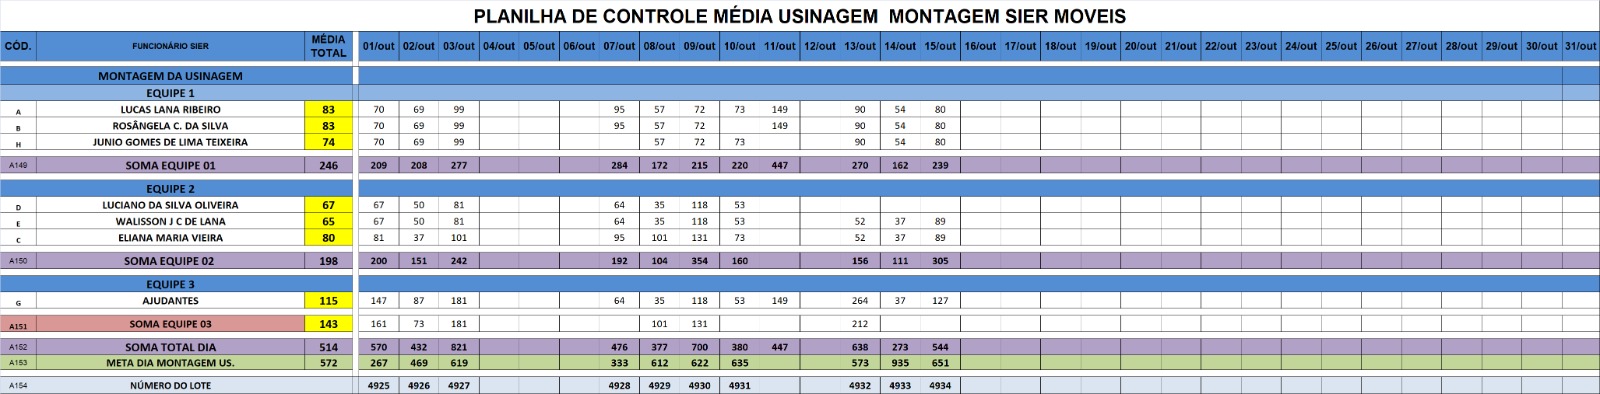 PLANILHA DE CONTROLE MÉDIA USINAGEM MONTAGEM SIER MOVEIS
CÓD. FUNCIONÁRIO SIER MÉDIA TOTAL 01/out 02/out 03/out 04/out 05/out 06/out 07/out 08/out 09/out 10/out 11/out 12/out 13/out 14/out 15/out 16/out 17/out 18/out 19/out 20/out 21/out 22/out 23/out 24/out 25/out 26/out 27/out 28/out 29/out 30/out 31/out
MONTAGEM DA USINAGEM
EQUIPE 1
A LUCAS LANA RIBEIRO 83 70 69 99 95 57 72 73 149 90 54 80
B ROSÂNGELA C. DA SILVA 83 70 69 99 95 57 72 149 90 54 80
H JUNIO GOMES DE LIMA TEIXEIRA 74 70 69 99 57 72 73 90 54 80
A149 SOMA EQUIPE 01 246 209 208 277 284 172 215 220 447 270 162 239
EQUIPE 2
D LUCIANO DA SILVA OLIVEIRA 67 67 50 81 64 35 118 53
E WALISSON J C DE LANA 65 67 50 81 64 35 118 53 52 37 89
C ELIANA MARIA VIEIRA 80 81 37 101 95 101 131 73 52 37 89
A150 SOMA EQUIPE 02 198 200 151 242 192 104 354 160 156 111 305
EQUIPE 3
G AJUDANTES 115 147 87 181 64 35 118 53 149 264 37 127
A151 SOMA EQUIPE 03 143 161 73 181 101 131 212
A152 SOMA TOTAL DIA 514 570 432 821 476 377 700 380 447 638 273 544
A153 META DIA MONTAGEM US. 572 267 469 619 333 612 622 635 573 935 651
A154 NÚMERO DO LOTE 4925 4926 4927 4928 4929 4930 4931 4932 4933 4934